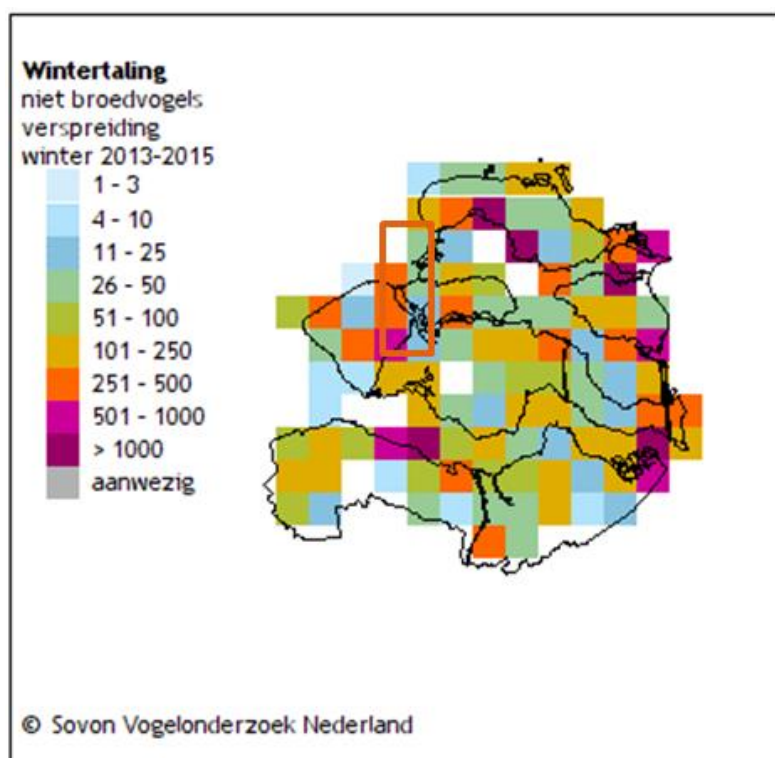 Wintertaling
niet broedvogels
verspreiding
winter 2013-2015
1 - 3
4 - 10
11 - 25
26 - 50
51 - 100
101 - 250
251 - 500
501 - 1000
> 1000
aanwezig
© Sovon Vogelonderzoek Nederland